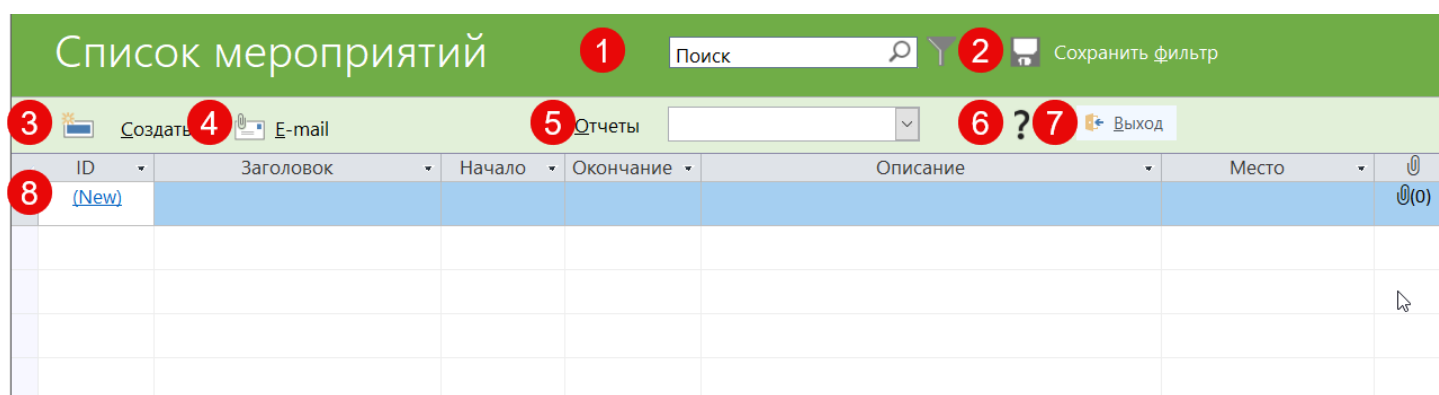 Список мероприятий 1 Поиск 2 Сохранить фильтр
3 Создать 4 E-mail 5 Отчеты 6 ? 7 Выход
ID Заголовок Начало Окончание Описание Место
8 (New) (0)